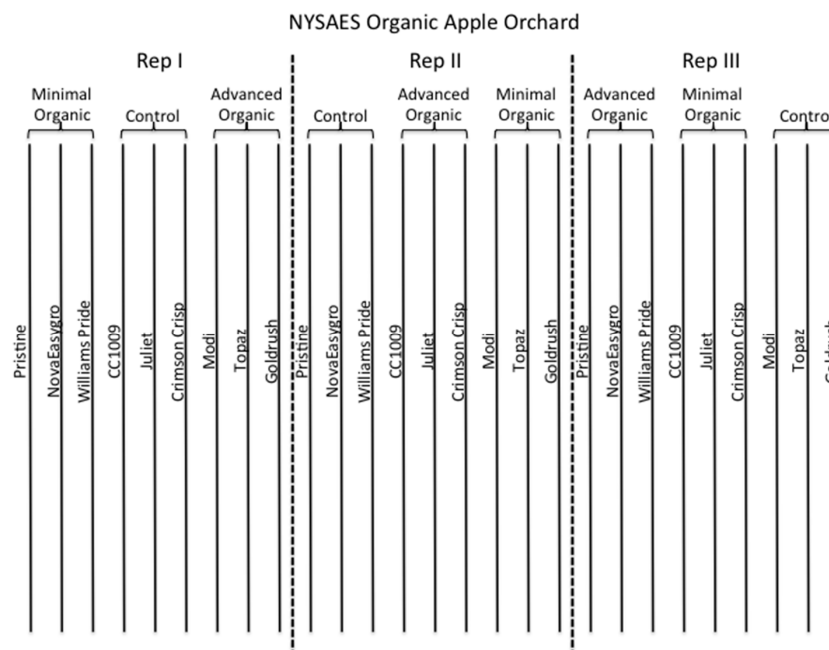 NYSAES Organic Apple Orchard
Rep I
Rep II
Rep III
Minimal
Organic
Control
Advanced
Organic
Control
Advanced
Organic
Minimal
Organic
Advanced
Organic
Minimal
Organic
Contro
Pristine
NovaEasygro
Williams Pride
CC1009
Juliet
Crimson Crisp
Modi
Topaz
Goldrush
Pristine
NovaEasygro
Williams Pride
CC1009
Juliet
Crimson Crisp
Modi
Topaz
Goldrush
Pristine
NovaEasygro
Williams Pride
CC1009
Juliet
Crimson Crisp
Modi
Topaz